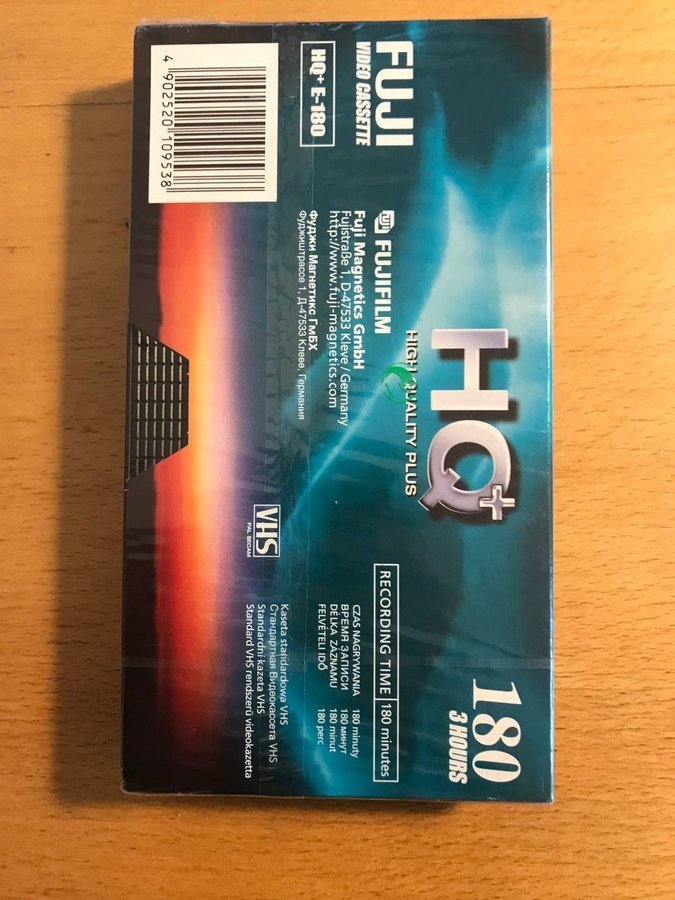 FUJI
VIDEO CASSETTE
HQ+ E-180
4 902520 109538
FUJI FUJIFILM
Fuji Magnetics GmbH
Fujistraße 1, D-47533 Kleve / Germany
http://www.fuji-magnetics.com
Фуджи Магнетикс ГмБХ
Фуджиштрассе 1, Д-47533 Клеве, Германия
HQ+
HIGH QUALITY PLUS
180
3 HOURS
RECORDING TIME 180 minutes
CZAS NAGRYWANIA 180 minuty
ВРЕМЯ ЗАПИСИ 180 минут
DÉLKA ZÁZNAMU 180 minut
FELVÉTELI IDŐ 180 perc
VHS
PAL SECAM
Kaseta standardowa VHS
Стандартная Видеокассета VHS
Standardní kazeta VHS
Standard VHS rendszerű videokazetta